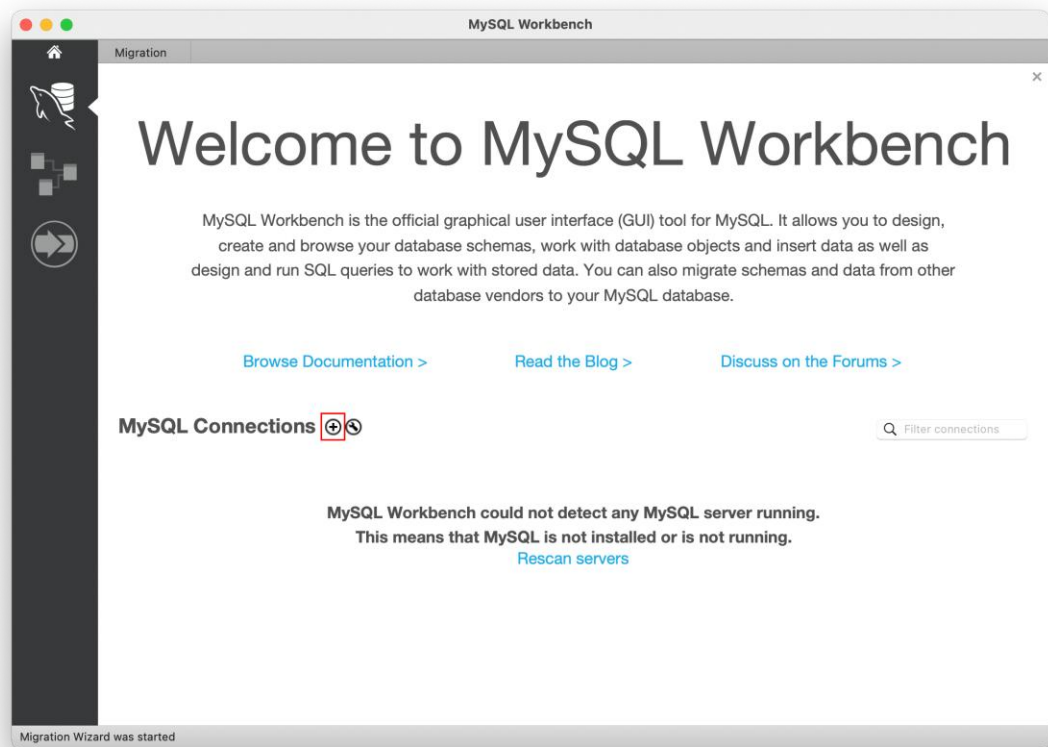 MySQL Workbench
Migration
Welcome to MySQL Workbench
MySQL Workbench is the official graphical user interface (GUI) tool for MySQL. It allows you to design,
create and browse your database schemas, work with database objects and insert data as well as
design and run SQL queries to work with stored data. You can also migrate schemas and data from other
database vendors to your MySQL database.
Browse Documentation > Read the Blog > Discuss on the Forums >
MySQL Connections Filter connections
MySQL Workbench could not detect any MySQL server running.
This means that MySQL is not installed or is not running.
Rescan servers
Migration Wizard was started